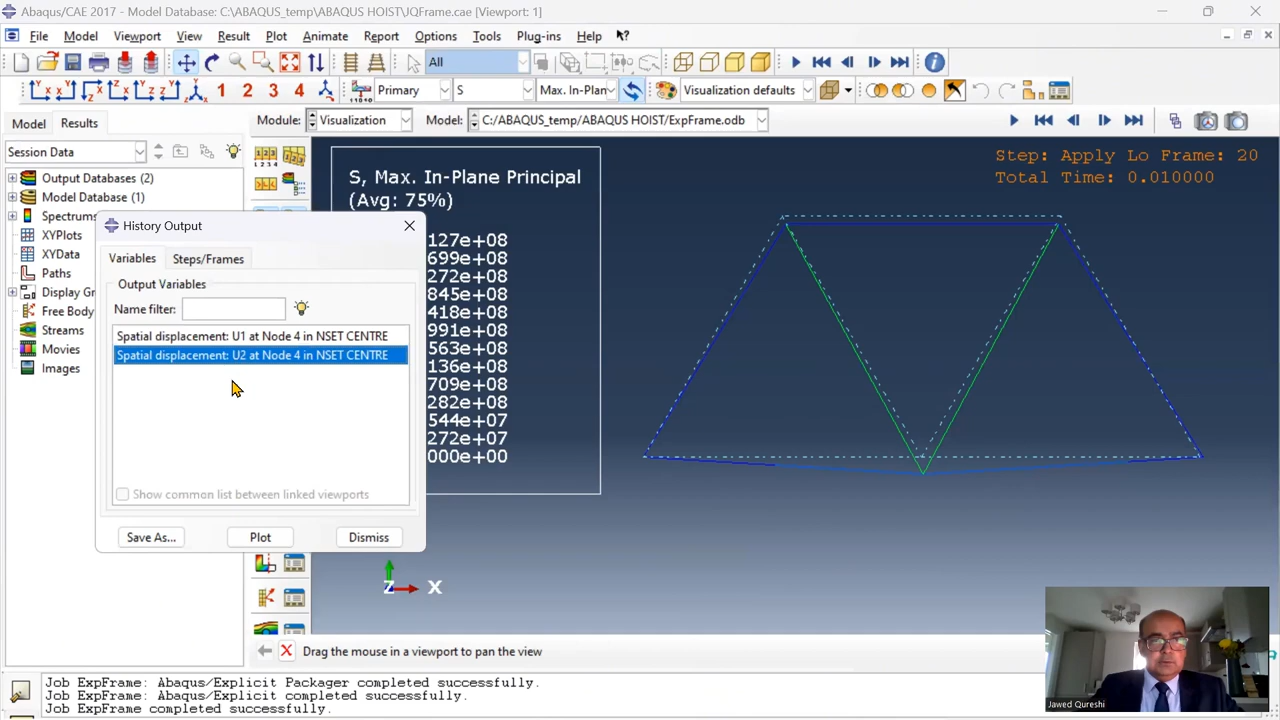 Abaqus/CAE 2017 - Model Database: C:\ABAQUS_temp\ABAQUS HOIST\JQFrame.cae [Viewport: 1]
File Model Viewport View Result Plot Animate Report Options Tools Plug-ins Help
All
1 2 3 4 Primary S Max. In-Plan Visualization defaults
Model Results Module: Visualization Model: C:/ABAQUS_temp/ABAQUS HOIST/ExpFrame.odb
Session Data
Output Databases (2)
Model Database (1)
Spectrums
XYPlots
XYData
Paths
Display Gr
Free Body
Streams
Movies
Images
History Output
Variables Steps/Frames
Output Variables
Name filter:
Spatial displacement: U1 at Node 4 in NSET CENTRE
Spatial displacement: U2 at Node 4 in NSET CENTRE
Show common list between linked viewports
Save As... Plot Dismiss
S, Max. In-Plane Principal
(Avg: 75%)
127e+08
699e+08
272e+08
845e+08
418e+08
991e+08
563e+08
136e+08
709e+08
282e+08
544e+07
272e+07
000e+00
Step: Apply Lo Frame: 20
Total Time: 0.010000
Z X
Drag the mouse in a viewport to pan the view
Job ExpFrame: Abaqus/Explicit Packager completed successfully.
Job ExpFrame: Abaqus/Explicit completed successfully.
Job ExpFrame completed successfully.
Jawed Qureshi